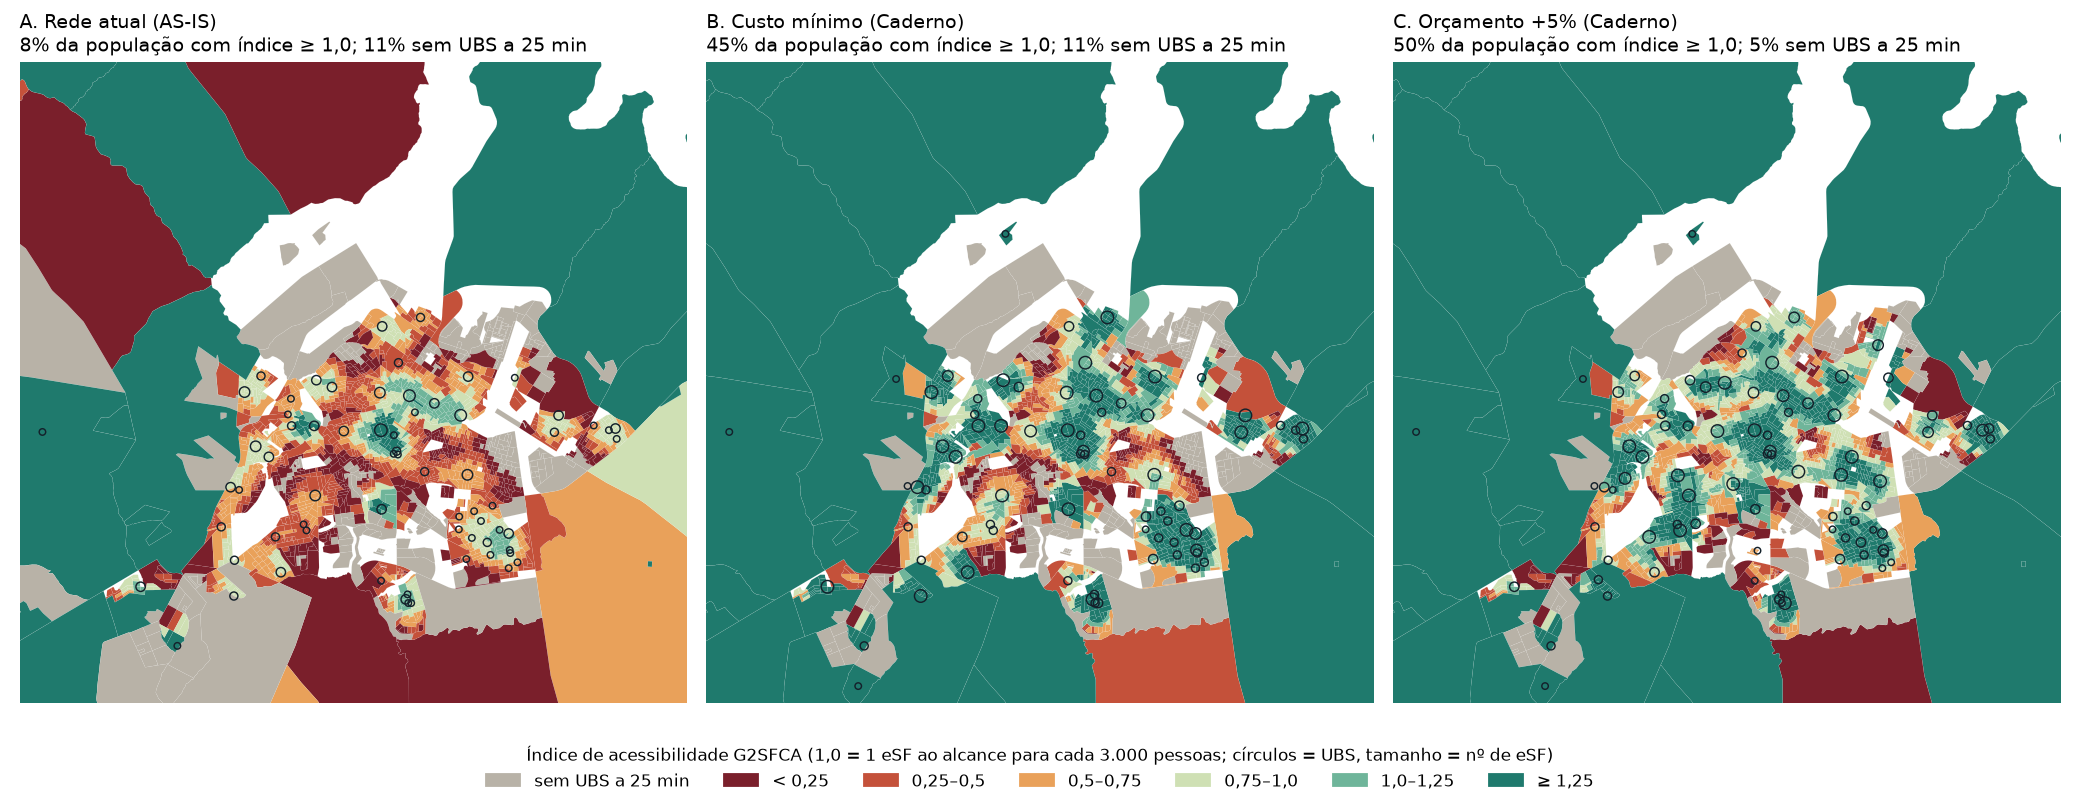 A. Rede atual (AS-IS)
8% da população com índice ≥ 1,0; 11% sem UBS a 25 min
B. Custo mínimo (Caderno)
45% da população com índice ≥ 1,0; 11% sem UBS a 25 min
C. Orçamento +5% (Caderno)
50% da população com índice ≥ 1,0; 5% sem UBS a 25 min
Índice de acessibilidade G2SFCA (1,0 = 1 eSF ao alcance para cada 3.000 pessoas; círculos = UBS, tamanho = nº de eSF)
sem UBS a 25 min < 0,25 0,25–0,5 0,5–0,75 0,75–1,0 1,0–1,25 ≥ 1,25